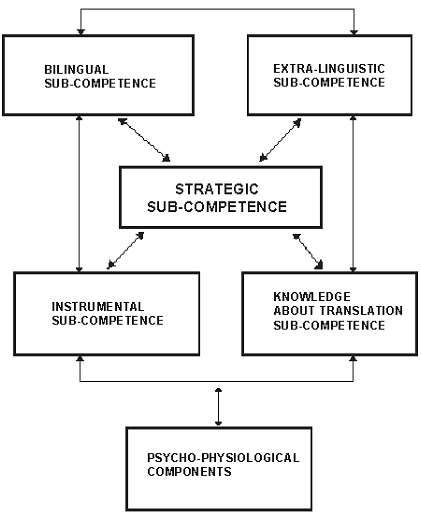 BILINGUAL
SUB-COMPETENCE
EXTRA-LINGUISTIC
SUB-COMPETENCE
STRATEGIC
SUB-COMPETENCE
INSTRUMENTAL
SUB-COMPETENCE
KNOWLEDGE
ABOUT TRANSLATION
SUB-COMPETENCE
PSYCHO-PHYSIOLOGICAL
COMPONENTS